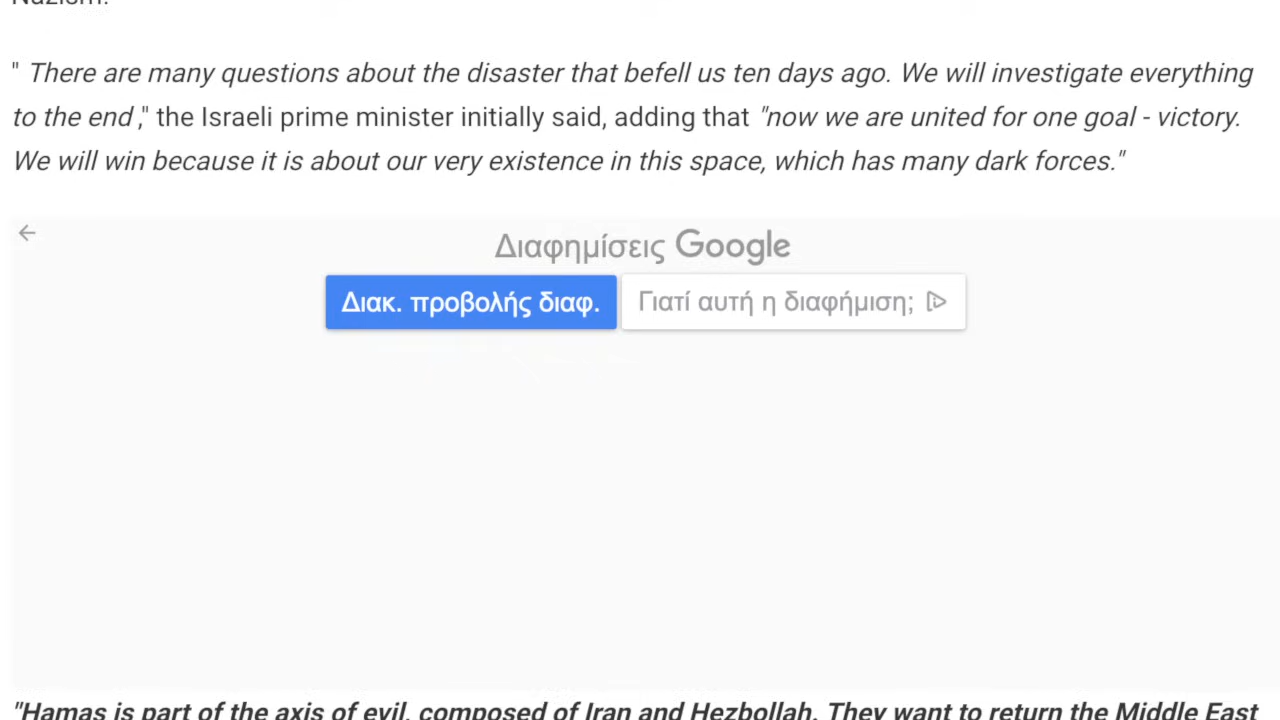 Nazism.
" There are many questions about the disaster that befell us ten days ago. We will investigate everything
to the end ," the Israeli prime minister initially said, adding that "now we are united for one goal - victory.
We will win because it is about our very existence in this space, which has many dark forces."
Διαφημίσεις Google
Διακ. προβολής διαφ.
Γιατί αυτή η διαφήμιση;
"Hamas is part of the axis of evil, composed of Iran and Hezbollah. They want to return the Middle East